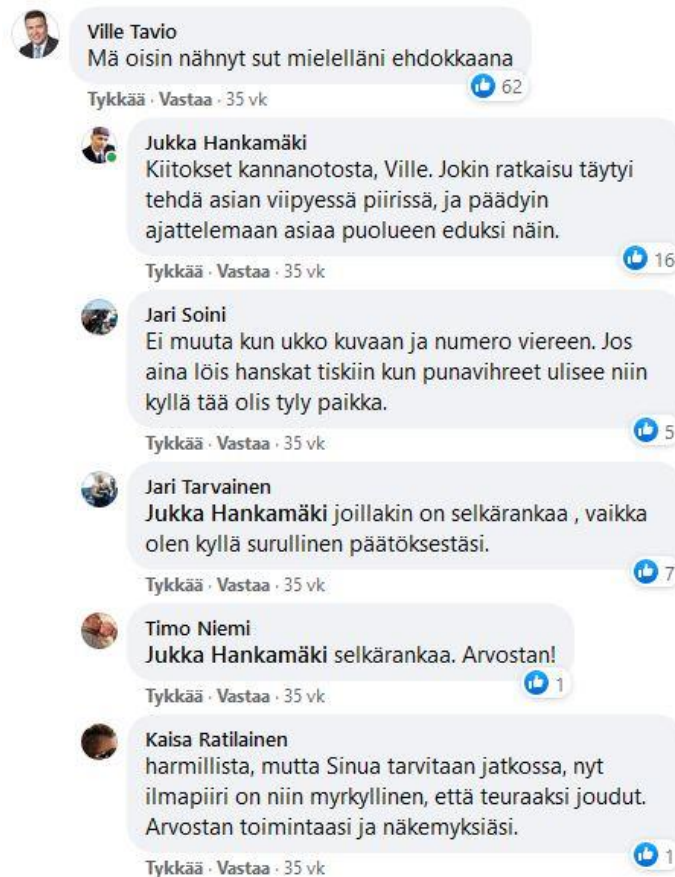 Ville Tavio
Mä oisin nähnyt sut mielelläni ehdokkaana
62
Tykkää · Vastaa · 35 vk
Jukka Hankamäki
Kiitokset kannanotosta, Ville. Jokin ratkaisu täytyi
tehdä asian viipyessä piirissä, ja päädyin
ajattelemaan asiaa puolueen eduksi näin.
16
Tykkää · Vastaa · 35 vk
Jari Soini
Ei muuta kun ukko kuvaan ja numero viereen. Jos
aina löis hanskat tiskiin kun punavihreet ulisee niin
kyllä tää olis tyly paikka.
5
Tykkää · Vastaa · 35 vk
Jari Tarvainen
Jukka Hankamäki joillakin on selkärankaa , vaikka
olen kyllä surullinen päätöksestäsi.
7
Tykkää · Vastaa · 35 vk
Timo Niemi
Jukka Hankamäki selkärankaa. Arvostan!
1
Tykkää · Vastaa · 35 vk
Kaisa Ratilainen
harmillista, mutta Sinua tarvitaan jatkossa, nyt
ilmapiiri on niin myrkyllinen, että teuraaksi joudut.
Arvostan toimintaasi ja näkemyksiäsi.
1
Tykkää · Vastaa · 35 vk